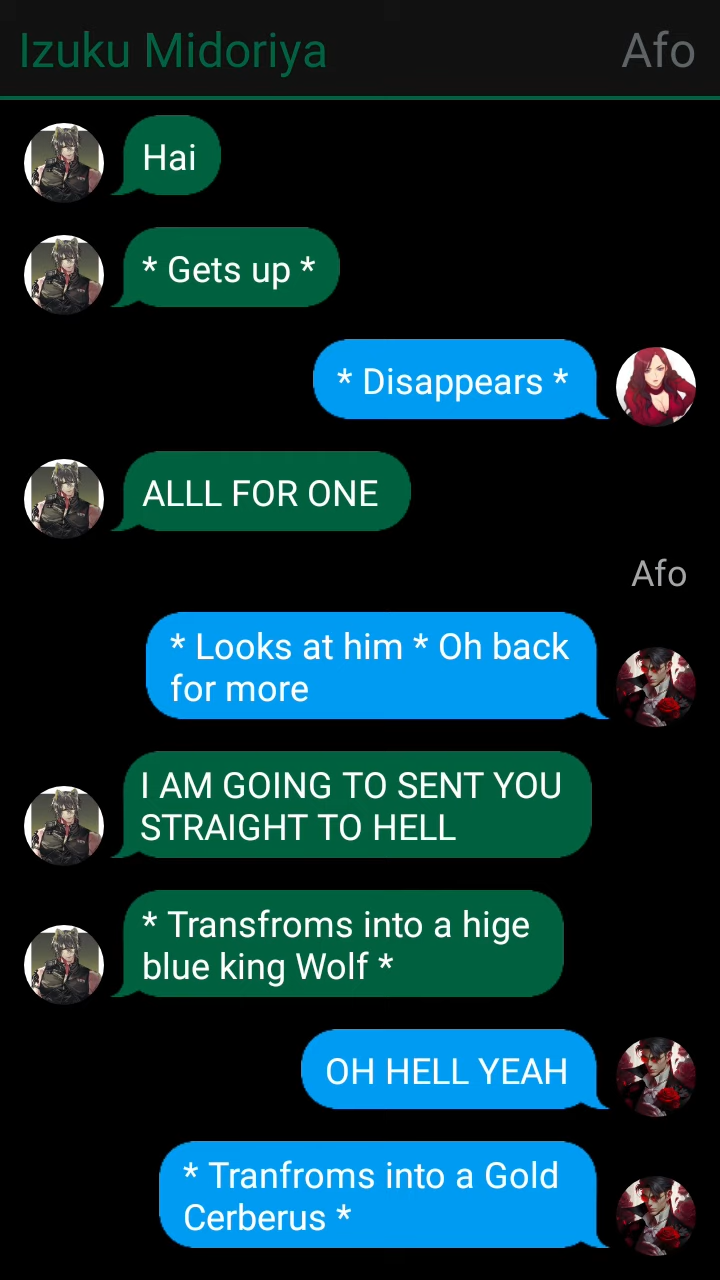 Izuku Midoriya Afo
Hai
* Gets up *
* Disappears *
ALLL FOR ONE
Afo
* Looks at him * Oh back
for more
I AM GOING TO SENT YOU
STRAIGHT TO HELL
* Transfroms into a hige
blue king Wolf *
OH HELL YEAH
* Tranfroms into a Gold
Cerberus *